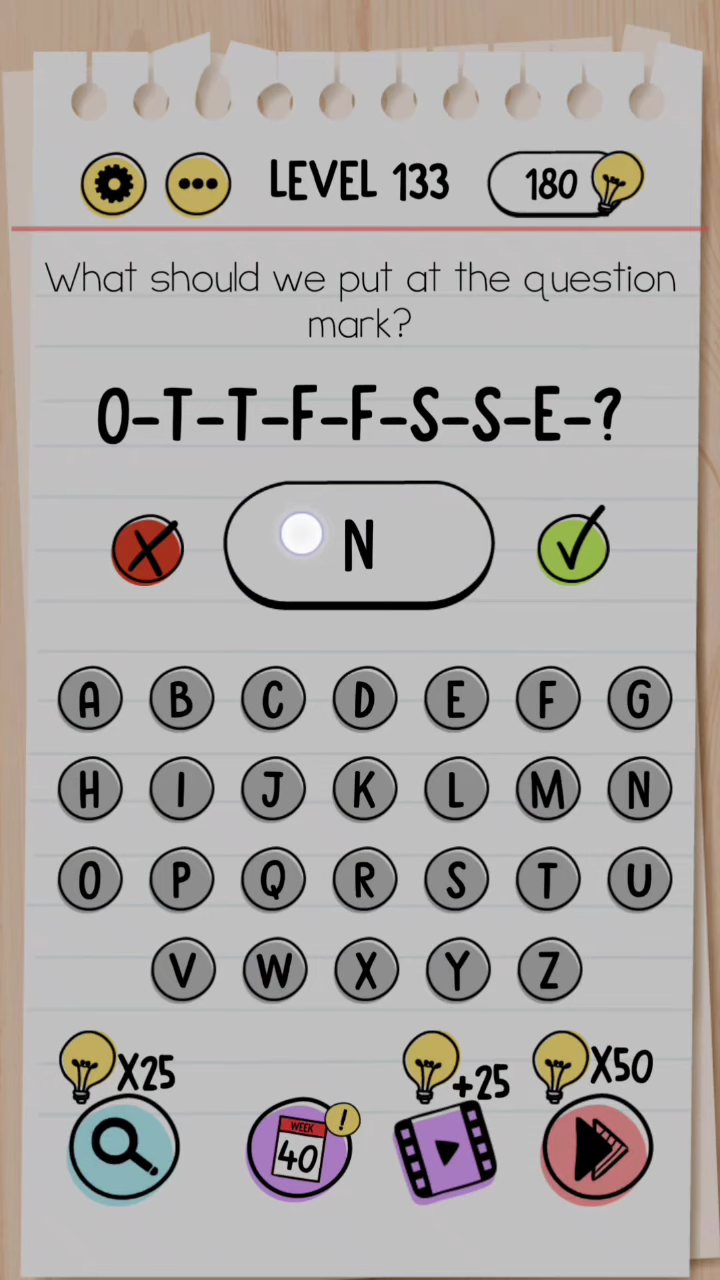 LEVEL 133
180
What should we put at the question
mark?
O-T-T-F-F-S-S-E-?
N
A B C D E F G
H I J K L M N
O P Q R S T U
V W X Y Z
X25
+25
X50
WEEK
40
!